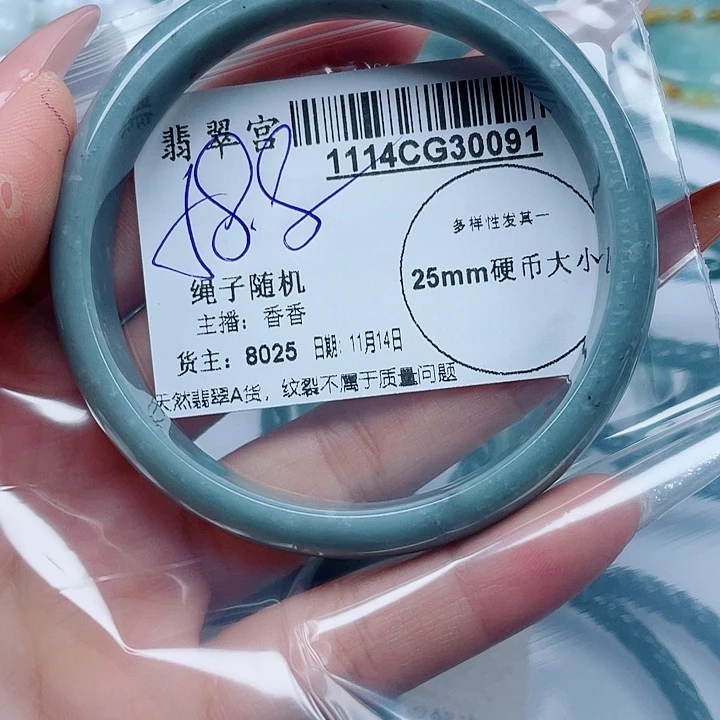 翡翠宫
1114CG30091
多样性发其一
25mm硬币大小
绳子随机
主播：香香
货主：8025 日期：11月14日
天然翡翠A货，纹裂不属于质量问题